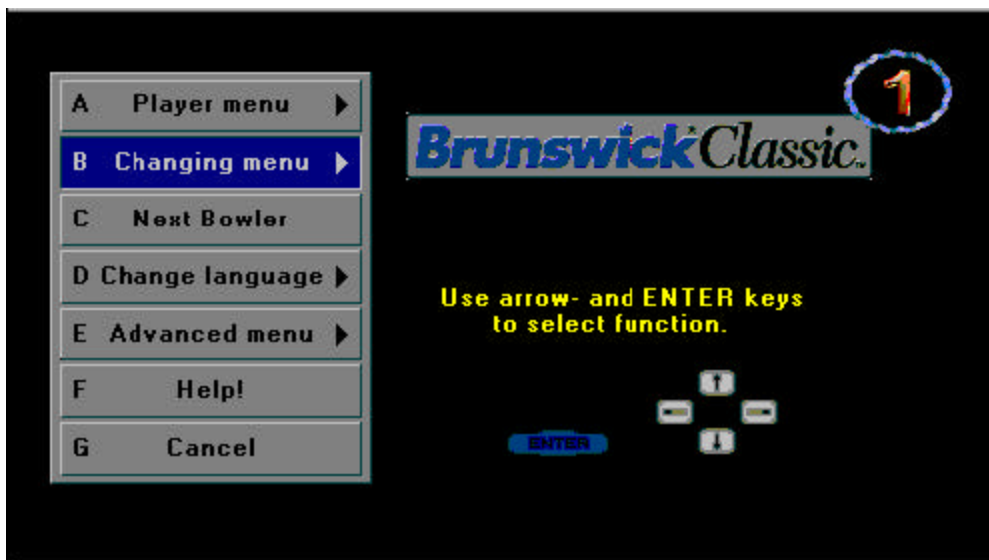 A Player menu
B Changing menu
C Next Bowler
D Change language
E Advanced menu
F Help!
G Cancel
1
Brunswick Classic™
Use arrow- and ENTER keys
to select function.
ENTER